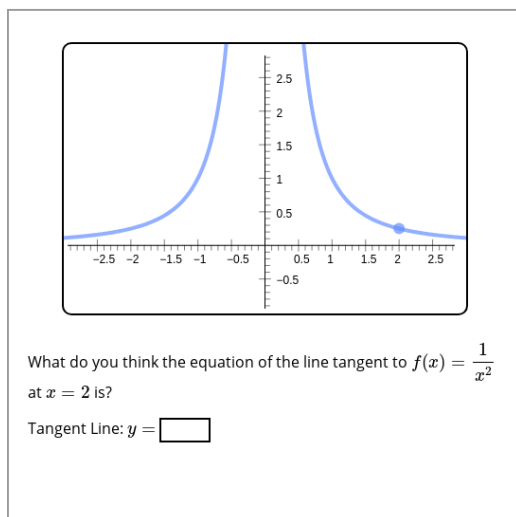 2.5
2
1.5
1
0.5
−2.5 −2 −1.5 −1 −0.5 0.5 1 1.5 2 2.5
−0.5
What do you think the equation of the line tangent to f(x) = 1/x²
at x = 2 is?
Tangent Line: y =